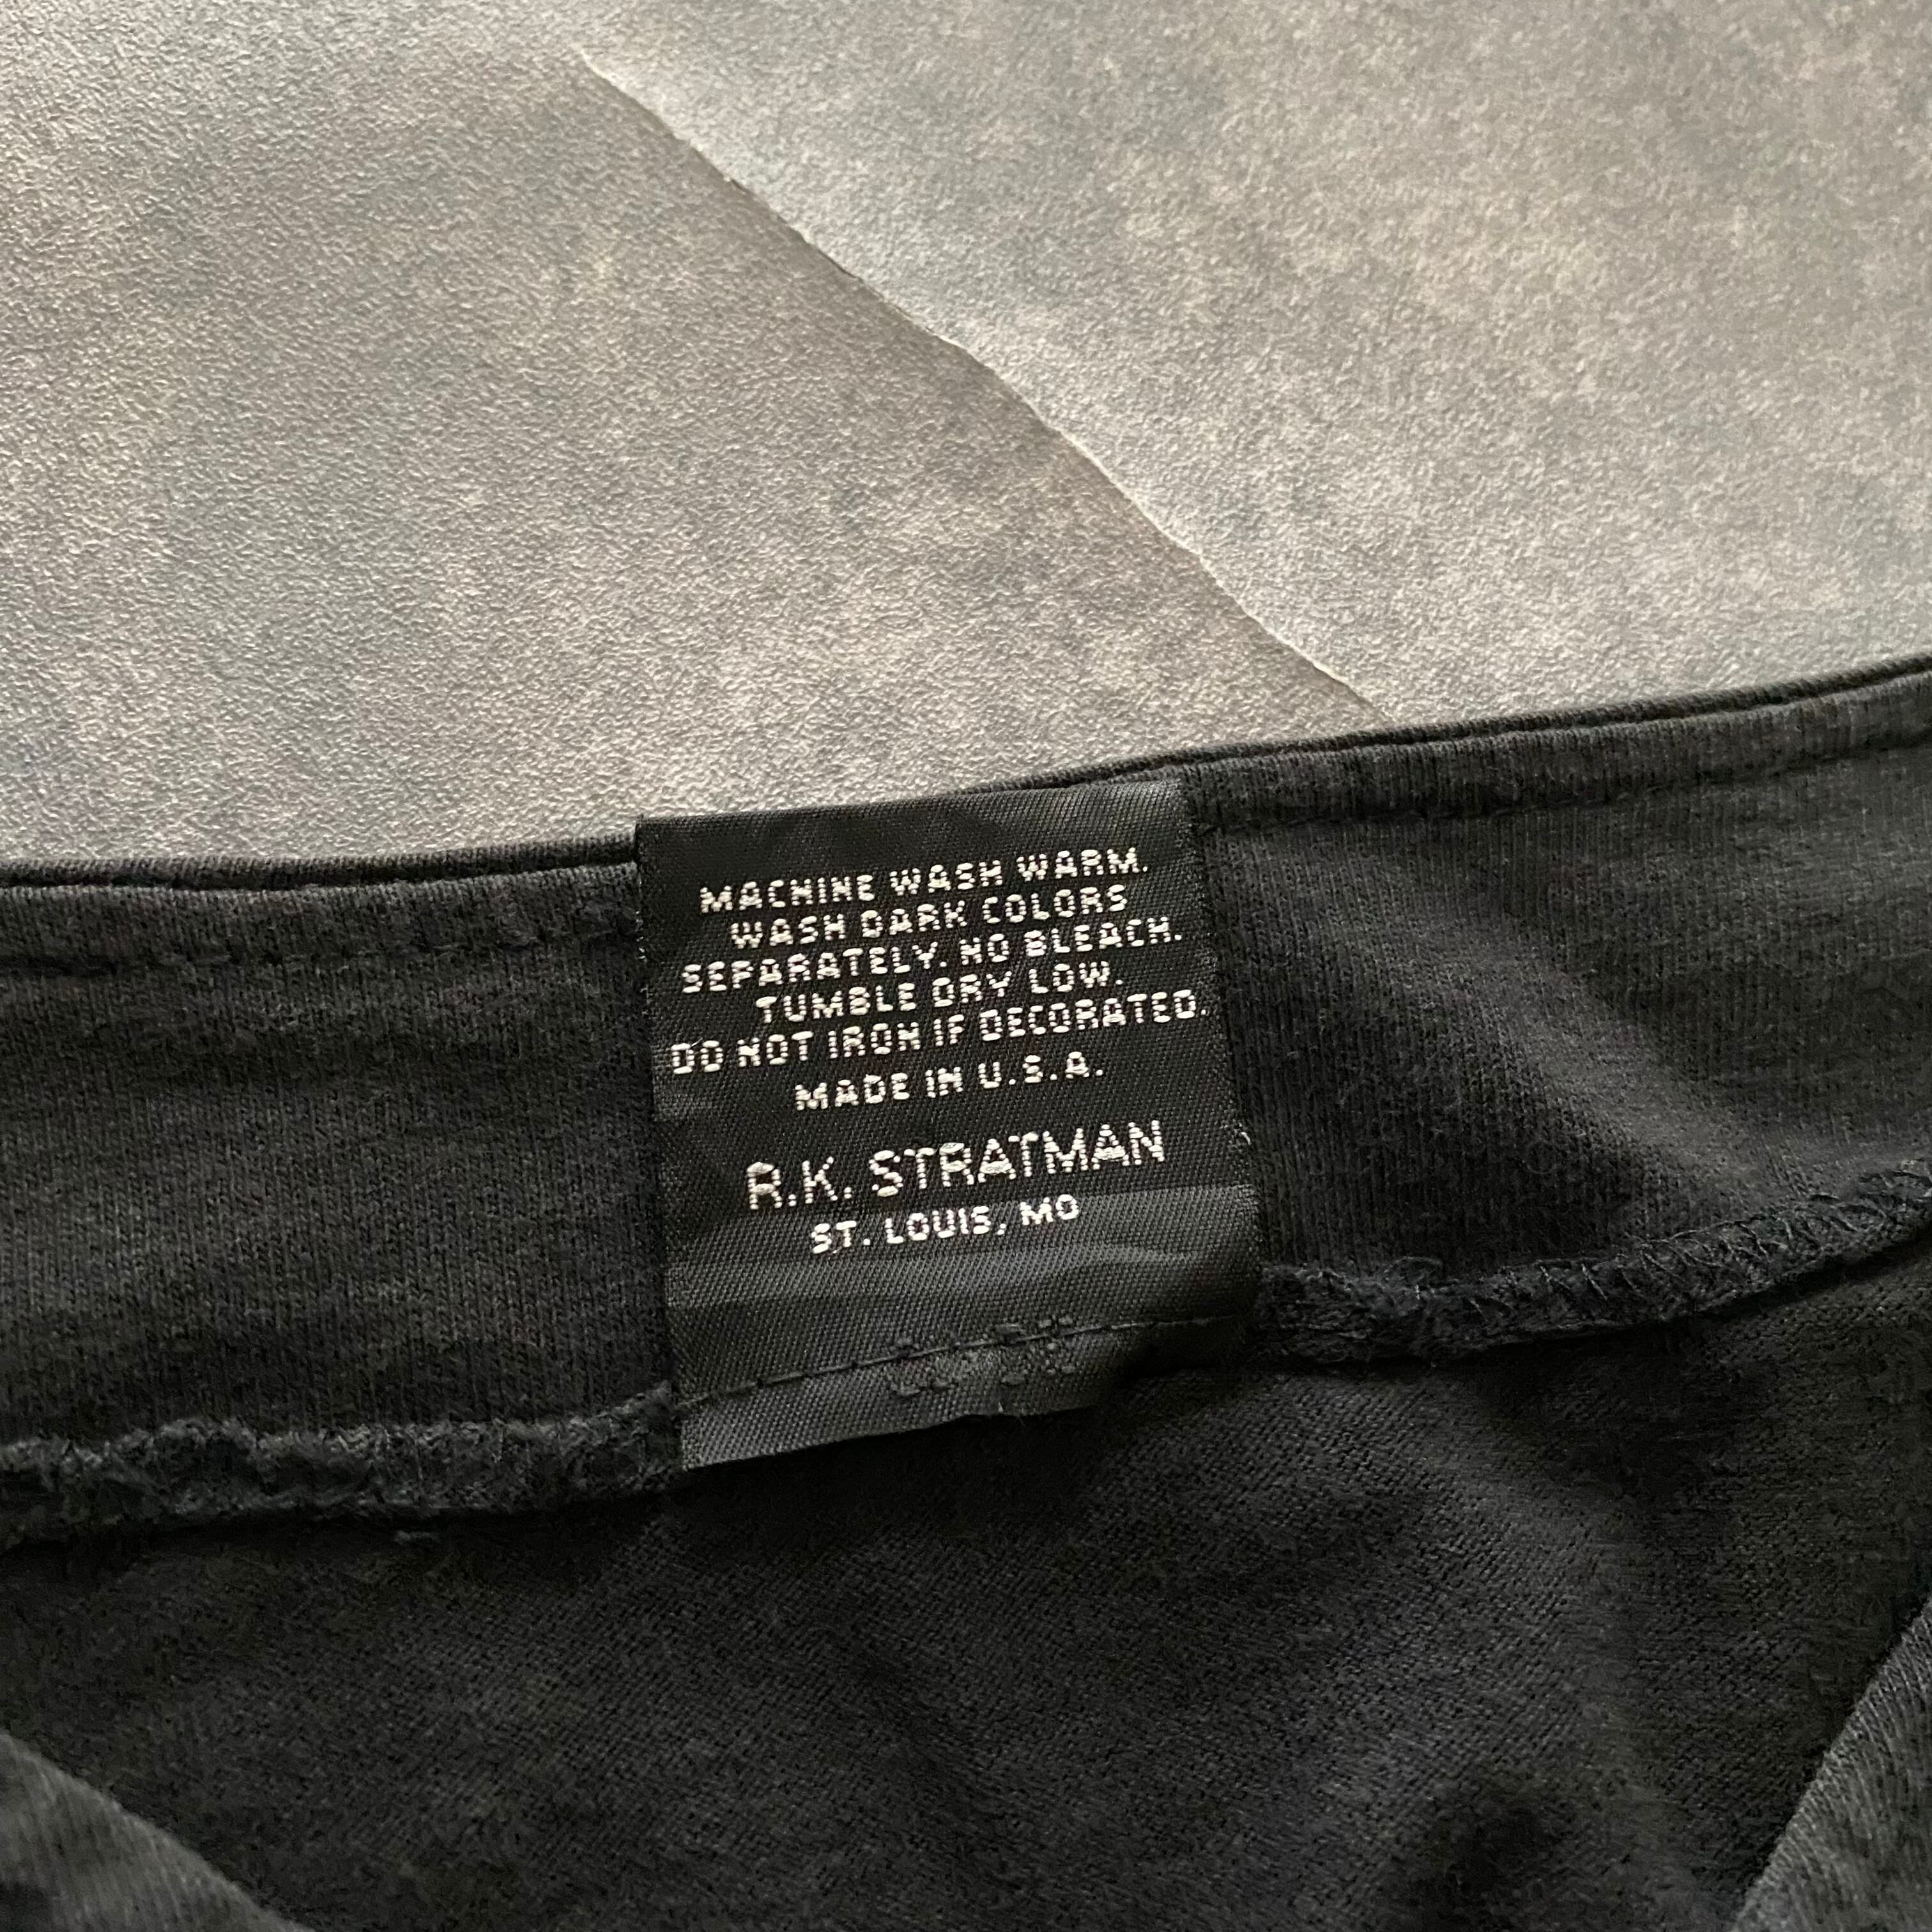 MACHINE WASH WARM.
WASH DARK COLORS
SEPARATELY. NO BLEACH.
TUMBLE DRY LOW.
DO NOT IRON IF DECORATED.
MADE IN U.S.A.
R.K. STRATMAN
ST. LOUIS, MO